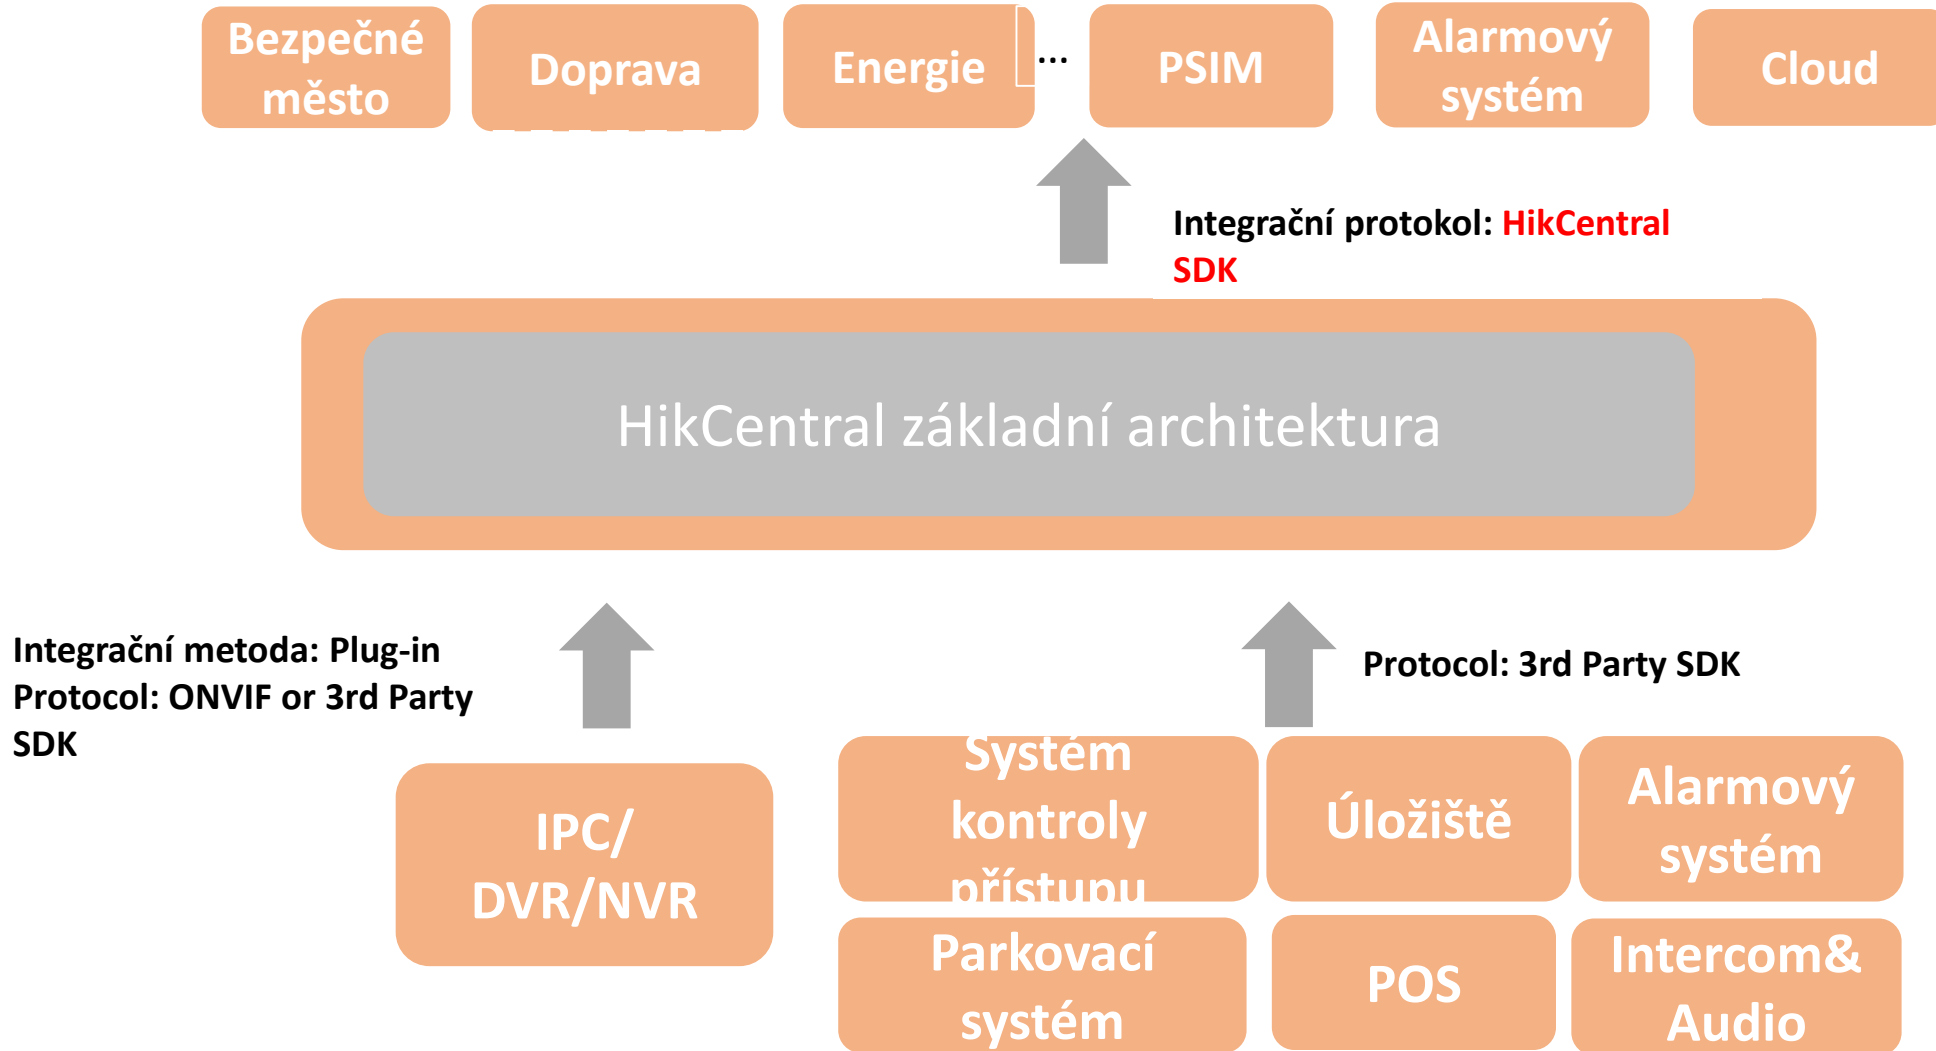 Bezpečné
město
Doprava
Energie
...
PSIM
Alarmový
systém
Cloud
Integrační protokol: HikCentral
SDK
HikCentral základní architektura
Integrační metoda: Plug-in
Protocol: ONVIF or 3rd Party
SDK
Protocol: 3rd Party SDK
IPC/
DVR/NVR
Systém
kontroly
přístupu
Úložiště
Alarmový
systém
Parkovací
systém
POS
Intercom&
Audio